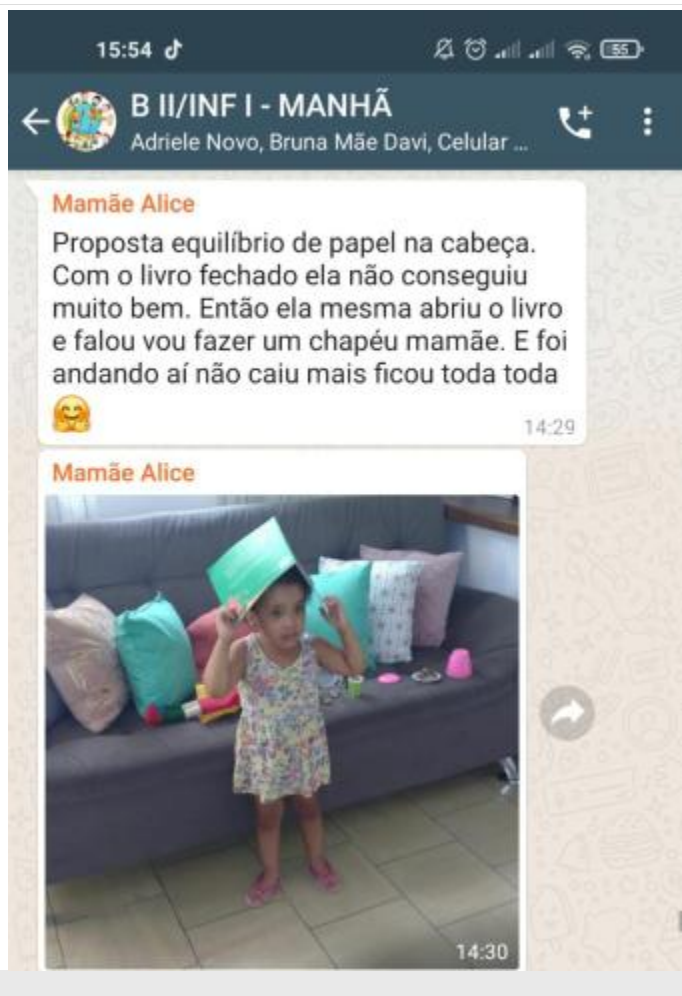 15:54
55
B II/INF I - MANHÃ
Adriele Novo, Bruna Mãe Davi, Celular ...
Mamãe Alice
Proposta equilíbrio de papel na cabeça.
Com o livro fechado ela não conseguiu
muito bem. Então ela mesma abriu o livro
e falou vou fazer um chapéu mamãe. E foi
andando aí não caiu mais ficou toda toda
14:29
Mamãe Alice
14:30